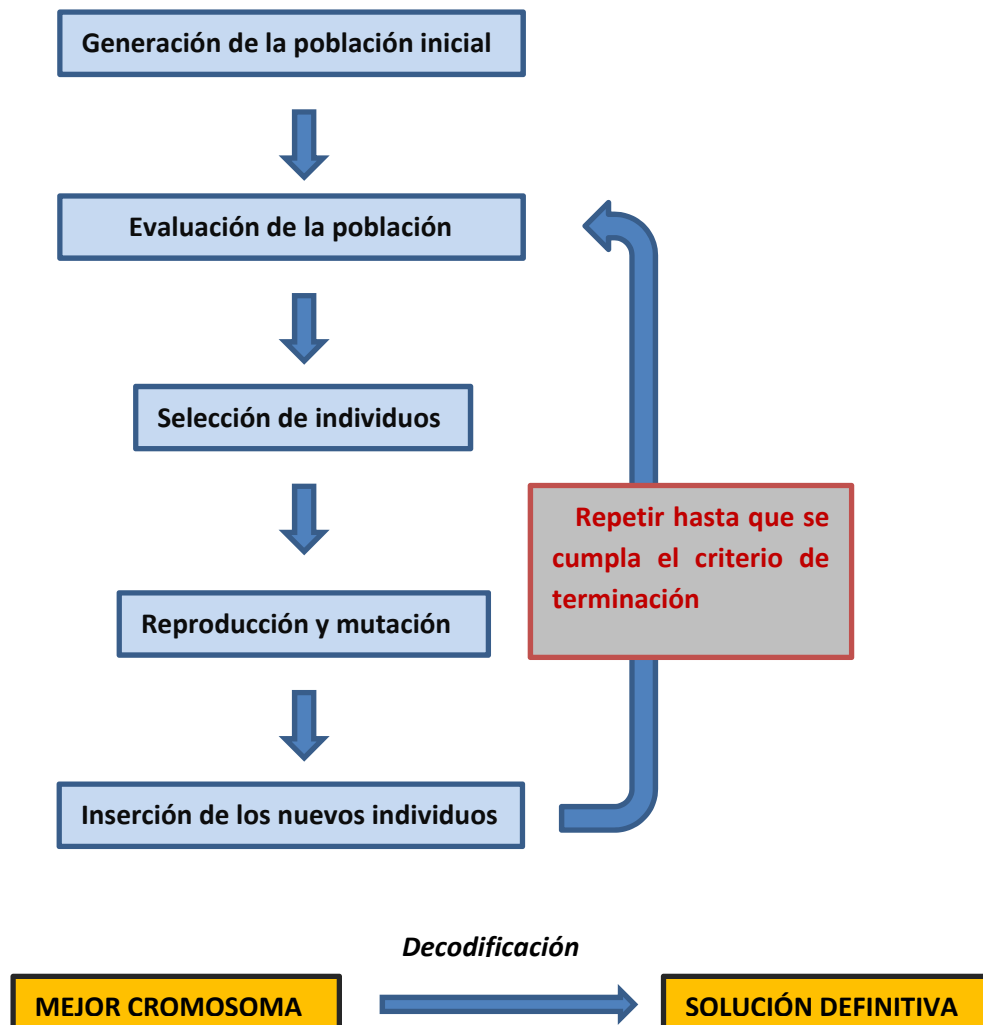 Generación de la población inicial
Evaluación de la población
Selección de individuos
Repetir hasta que se
cumpla el criterio de
terminación
Reproducción y mutación
Inserción de los nuevos individuos
Decodificación
MEJOR CROMOSOMA
SOLUCIÓN DEFINITIVA